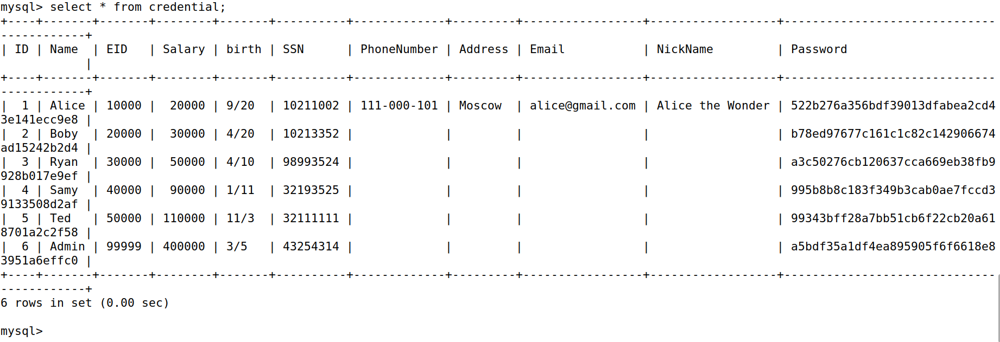 mysql> select * from credential;
+----+-------+-------+--------+-------+----------+-------------+---------+-----------------+------------------+------------------------------
------------+
| ID | Name  | EID   | Salary | birth | SSN      | PhoneNumber | Address | Email           | NickName         | Password
            |
+----+-------+-------+--------+-------+----------+-------------+---------+-----------------+------------------+------------------------------
------------+
|  1 | Alice | 10000 |  20000 | 9/20  | 10211002 | 111-000-101 | Moscow  | alice@gmail.com | Alice the Wonder | 522b276a356bdf39013dfabea2cd4
3e141ecc9e8 |
|  2 | Boby  | 20000 |  30000 | 4/20  | 10213352 |             |         |                 |                  | b78ed97677c161c1c82c142906674
ad15242b2d4 |
|  3 | Ryan  | 30000 |  50000 | 4/10  | 98993524 |             |         |                 |                  | a3c50276cb120637cca669eb38fb9
928b017e9ef |
|  4 | Samy  | 40000 |  90000 | 1/11  | 32193525 |             |         |                 |                  | 995b8b8c183f349b3cab0ae7fccd3
9133508d2af |
|  5 | Ted   | 50000 | 110000 | 11/3  | 32111111 |             |         |                 |                  | 99343bff28a7bb51cb6f22cb20a61
8701a2c2f58 |
|  6 | Admin | 99999 | 400000 | 3/5   | 43254314 |             |         |                 |                  | a5bdf35a1df4ea895905f6f6618e8
3951a6effc0 |
+----+-------+-------+--------+-------+----------+-------------+---------+-----------------+------------------+------------------------------
------------+
6 rows in set (0.00 sec)
mysql>